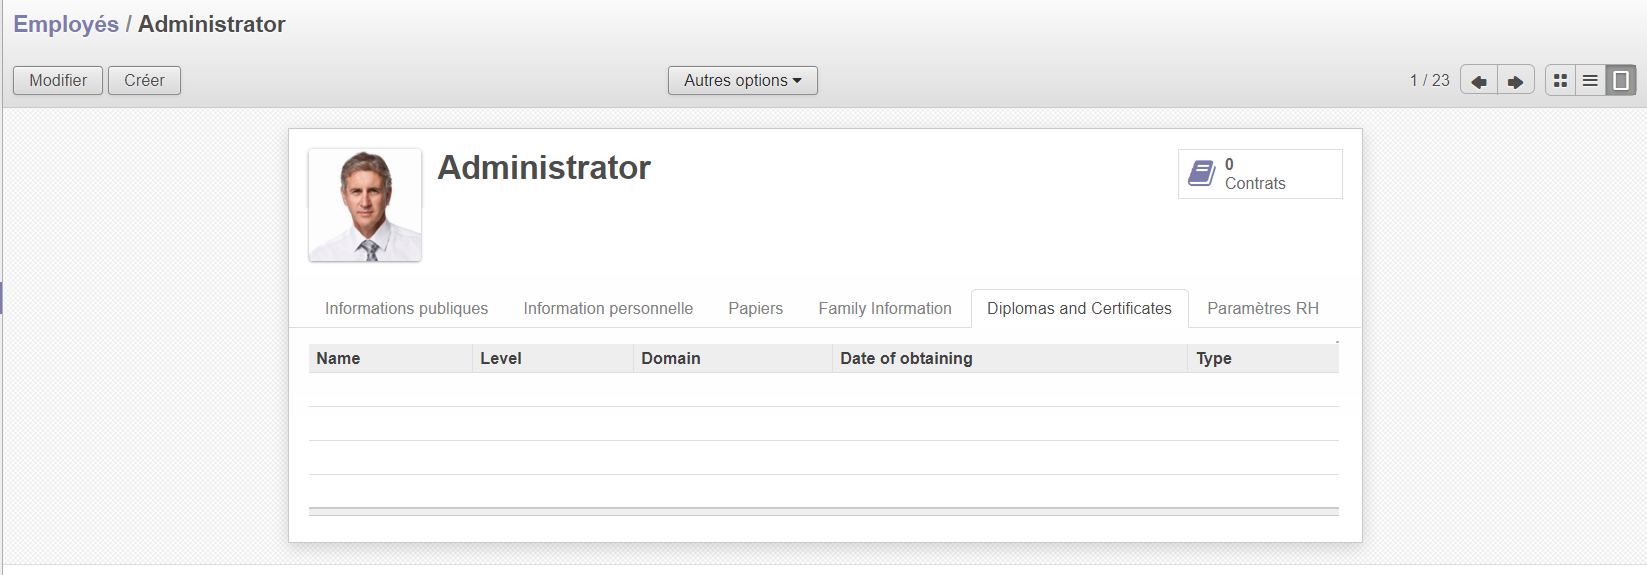 Employés / Administrator
Modifier Créer Autres options 1 / 23
Administrator
0
Contrats
Informations publiques Information personnelle Papiers Family Information Diplomas and Certificates Paramètres RH
Name Level Domain Date of obtaining Type